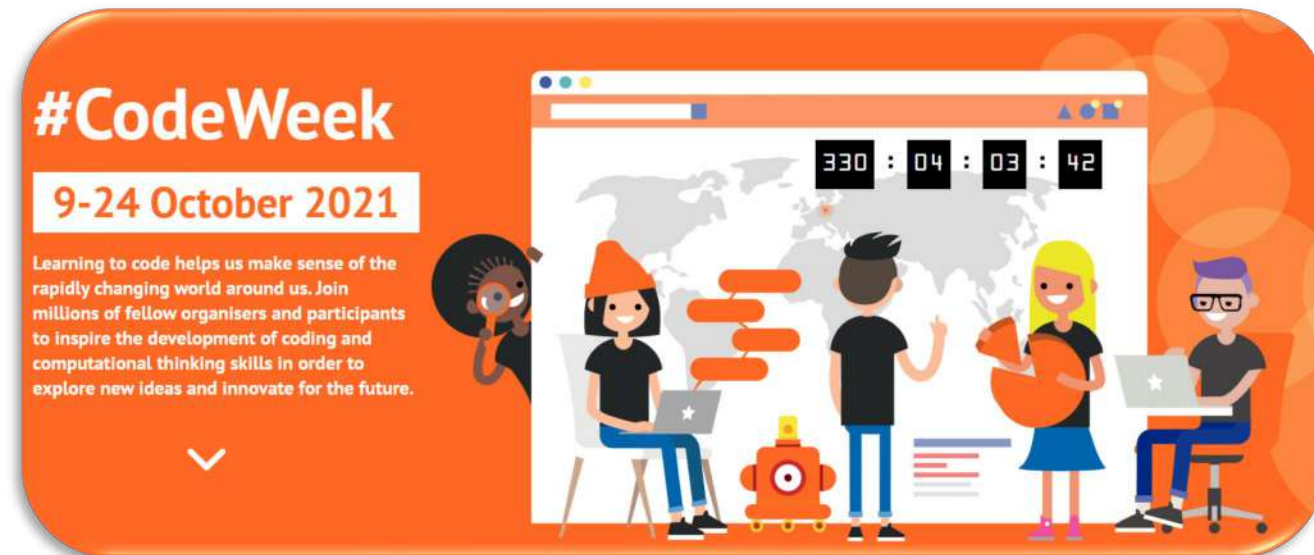 #CodeWeek
9-24 October 2021
Learning to code helps us make sense of the
rapidly changing world around us. Join
millions of fellow organisers and participants
to inspire the development of coding and
computational thinking skills in order to
explore new ideas and innovate for the future.
330 : 04 : 03 : 42